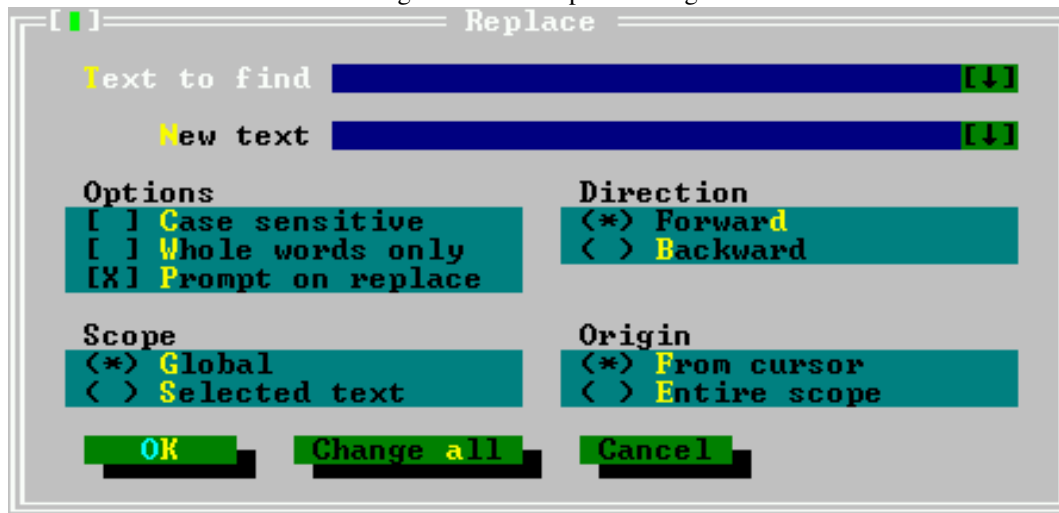 [■] Replace
Text to find [↓]
New text [↓]
Options
[ ] Case sensitive
[ ] Whole words only
[X] Prompt on replace
Direction
(*) Forward
( ) Backward
Scope
(*) Global
( ) Selected text
Origin
(*) From cursor
( ) Entire scope
OK Change all Cancel